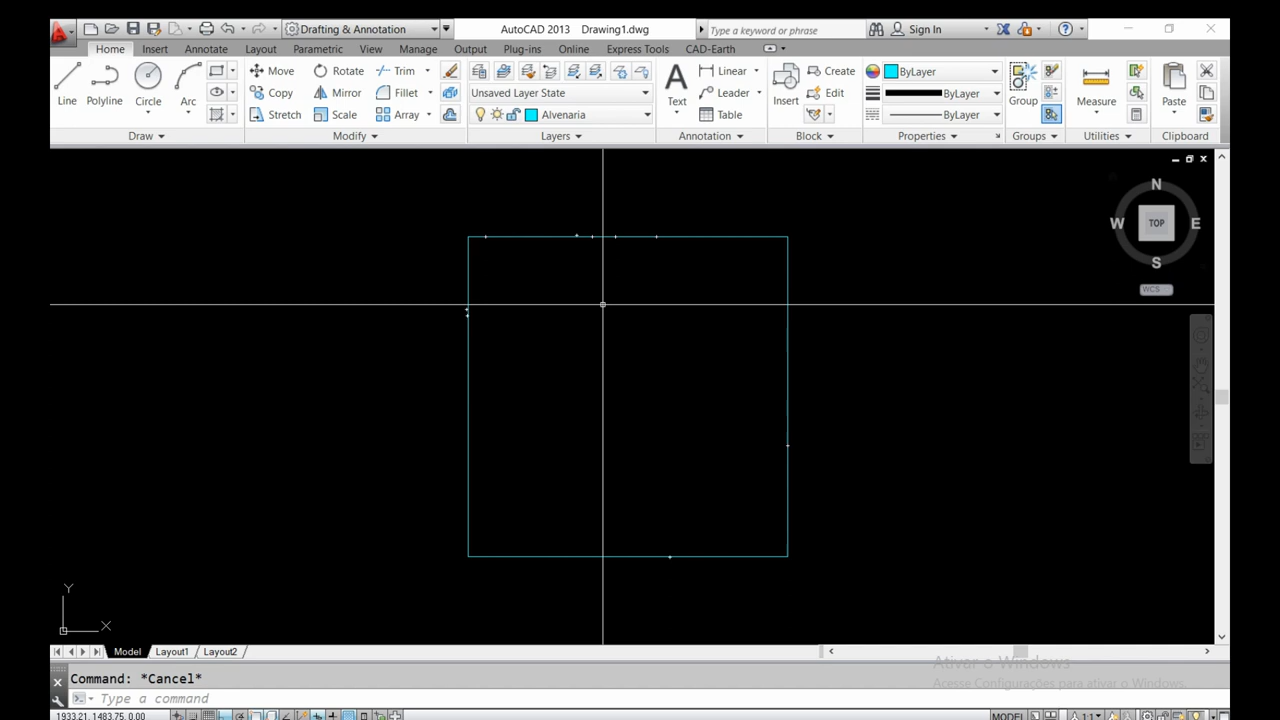 Drafting & Annotation
AutoCAD 2013 Drawing1.dwg
Type a keyword or phrase
Sign In
Home Insert Annotate Layout Parametric View Manage Output Plug-ins Online Express Tools CAD-Earth
Line Polyline Circle Arc
Move Rotate Trim
Copy Mirror Fillet
Stretch Scale Array
Unsaved Layer State
Alvenaria
Text
Linear
Leader
Table
Insert
Create
Edit
ByLayer
ByLayer
ByLayer
Group
Measure
Paste
Draw Modify Layers Annotation Block Properties Groups Utilities Clipboard
N
W TOP E
S
WCS
Y
X
Model Layout1 Layout2
Ativar o Windows
Acesse Configurações para ativar o Windows.
Command: *Cancel*
Type a command
1933.21, 1483.75, 0.00
MODEL
1:1